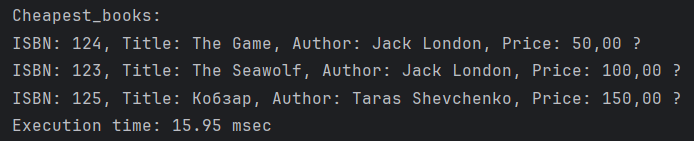 Cheapest_books:
ISBN: 124, Title: The Game, Author: Jack London, Price: 50,00 ?
ISBN: 123, Title: The Seawolf, Author: Jack London, Price: 100,00 ?
ISBN: 125, Title: Кобзар, Author: Taras Shevchenko, Price: 150,00 ?
Execution time: 15.95 msec